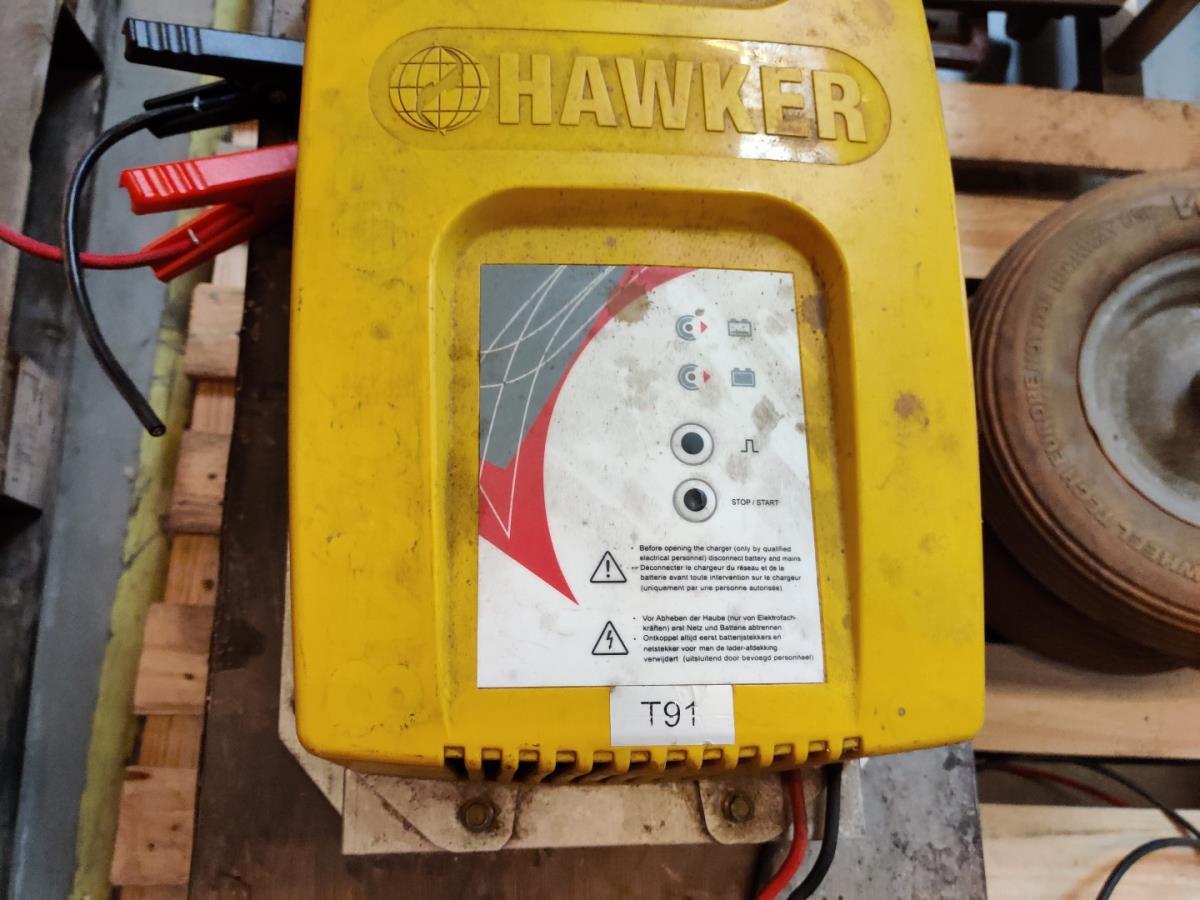 HAWKER
STOP / START
• Before opening the charger (only by qualified
electrical personnel) disconnect battery and mains.
• Déconnecter le chargeur du réseau et de la
batterie avant toute intervention sur le chargeur
(uniquement par une personne autorisée)
• Vor Abheben der Haube (nur von Elektrofach-
kräften) erst Netz und Batterie abtrennen
• Ontkoppel altijd eerst batterijstekkers en
netstekker voor men de lader-afdekking
verwijdert (uitsluitend door bevoegd personheel)
T91